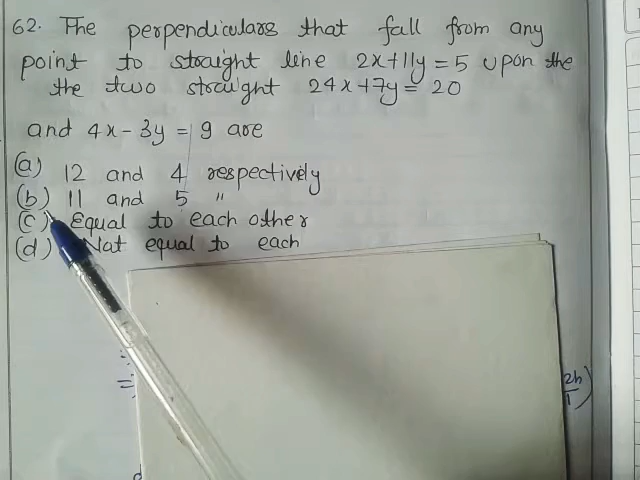 62. The perpendiculars that fall from any
point to straight line 2x+11y=5 upon the
the two straight 24x+7y= 20
and 4x-3y = 9 are
(a) 12 and 4 respectively
(b) 11 and 5 "
(c) Equal to each other
(d) Not equal to each
=
2h
1
)